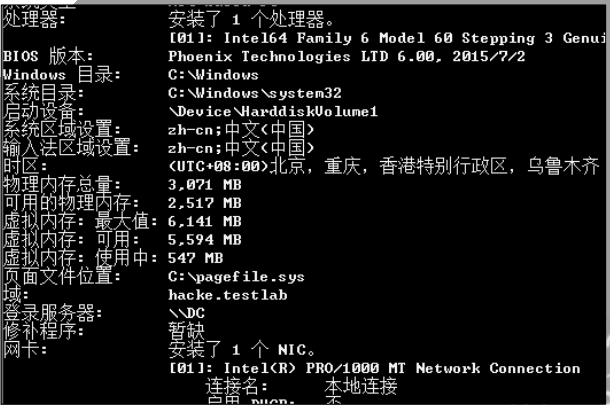 处理器: 安装了 1 个处理器。
[01]: Intel64 Family 6 Model 60 Stepping 3 Genui
BIOS 版本: Phoenix Technologies LTD 6.00, 2015/7/2
Windows 目录: C:\Windows
系统目录: C:\Windows\system32
启动设备: \Device\HarddiskVolume1
系统区域设置: zh-cn;中文(中国)
输入法区域设置: zh-cn;中文(中国)
时区: (UTC+08:00)北京，重庆，香港特别行政区，乌鲁木齐
物理内存总量: 3,071 MB
可用的物理内存: 2,517 MB
虚拟内存: 最大值: 6,141 MB
虚拟内存: 可用: 5,594 MB
虚拟内存: 使用中: 547 MB
页面文件位置: C:\pagefile.sys
域: hacke.testlab
登录服务器: \\DC
修补程序: 暂缺
网卡: 安装了 1 个 NIC。
[01]: Intel(R) PRO/1000 MT Network Connection
连接名: 本地连接
启用 DHCP: 否